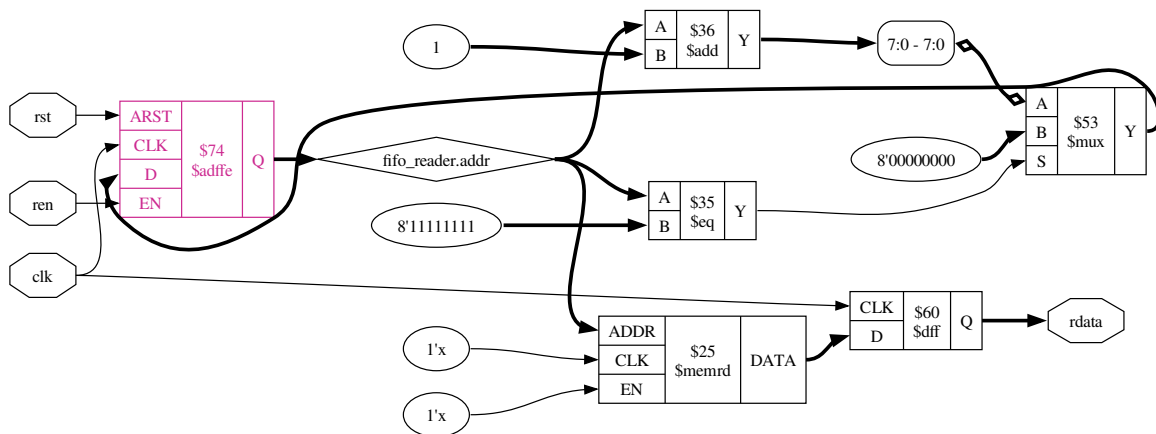 rst
ren
clk
ARST
CLK
D
EN
$74
$adffe
Q
fifo_reader.addr
1
A
B
$36
$add
Y
7:0 - 7:0
8'00000000
A
B
S
$53
$mux
Y
8'11111111
A
B
$35
$eq
Y
1'x
1'x
ADDR
CLK
EN
$25
$memrd
DATA
CLK
D
$60
$dff
Q
rdata